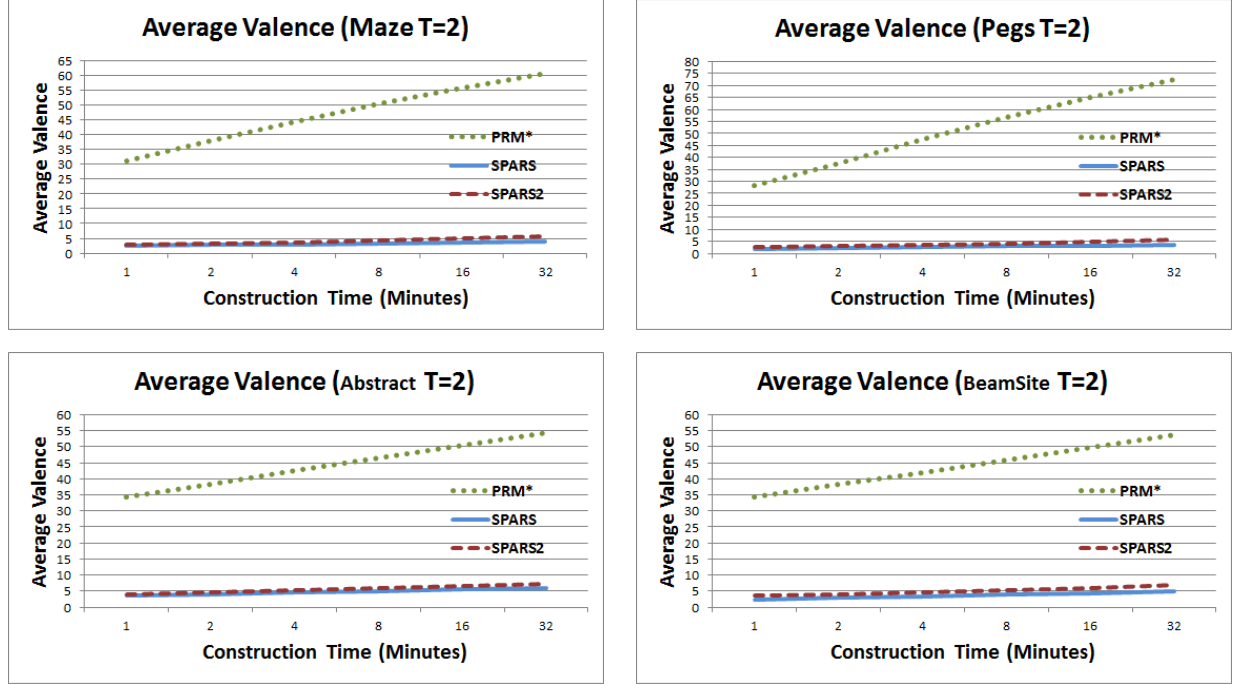 Average Valence (Maze T=2)
Average Valence
65
60
55
50
45
40
35
30
25
20
15
10
5
0
PRM*
SPARS
SPARS2
1 2 4 8 16 32
Construction Time (Minutes)
Average Valence (Pegs T=2)
Average Valence
80
75
70
65
60
55
50
45
40
35
30
25
20
15
10
5
0
PRM*
SPARS
SPARS2
1 2 4 8 16 32
Construction Time (Minutes)
Average Valence (Abstract T=2)
Average Valence
60
55
50
45
40
35
30
25
20
15
10
5
0
PRM*
SPARS
SPARS2
1 2 4 8 16 32
Construction Time (Minutes)
Average Valence (BeamSite T=2)
Average Valence
60
55
50
45
40
35
30
25
20
15
10
5
0
PRM*
SPARS
SPARS2
1 2 4 8 16 32
Construction Time (Minutes)